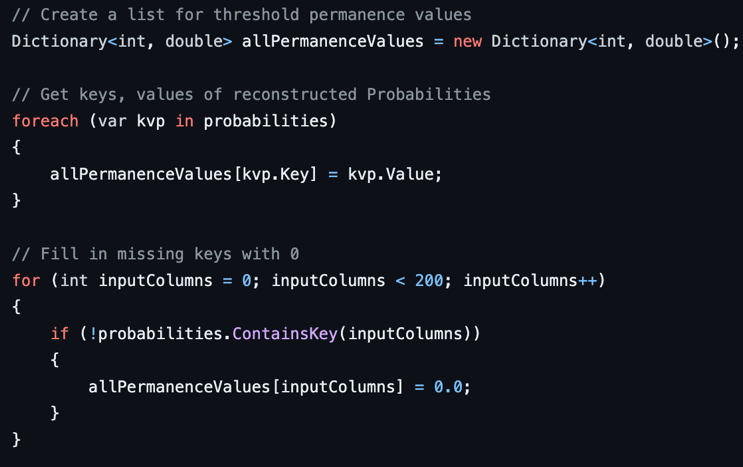 // Create a list for threshold permanence values
Dictionary<int, double> allPermanenceValues = new Dictionary<int, double>();
// Get keys, values of reconstructed Probabilities
foreach (var kvp in probabilities)
{
    allPermanenceValues[kvp.Key] = kvp.Value;
}
// Fill in missing keys with 0
for (int inputColumns = 0; inputColumns < 200; inputColumns++)
{
    if (!probabilities.ContainsKey(inputColumns))
    {
        allPermanenceValues[inputColumns] = 0.0;
    }
}